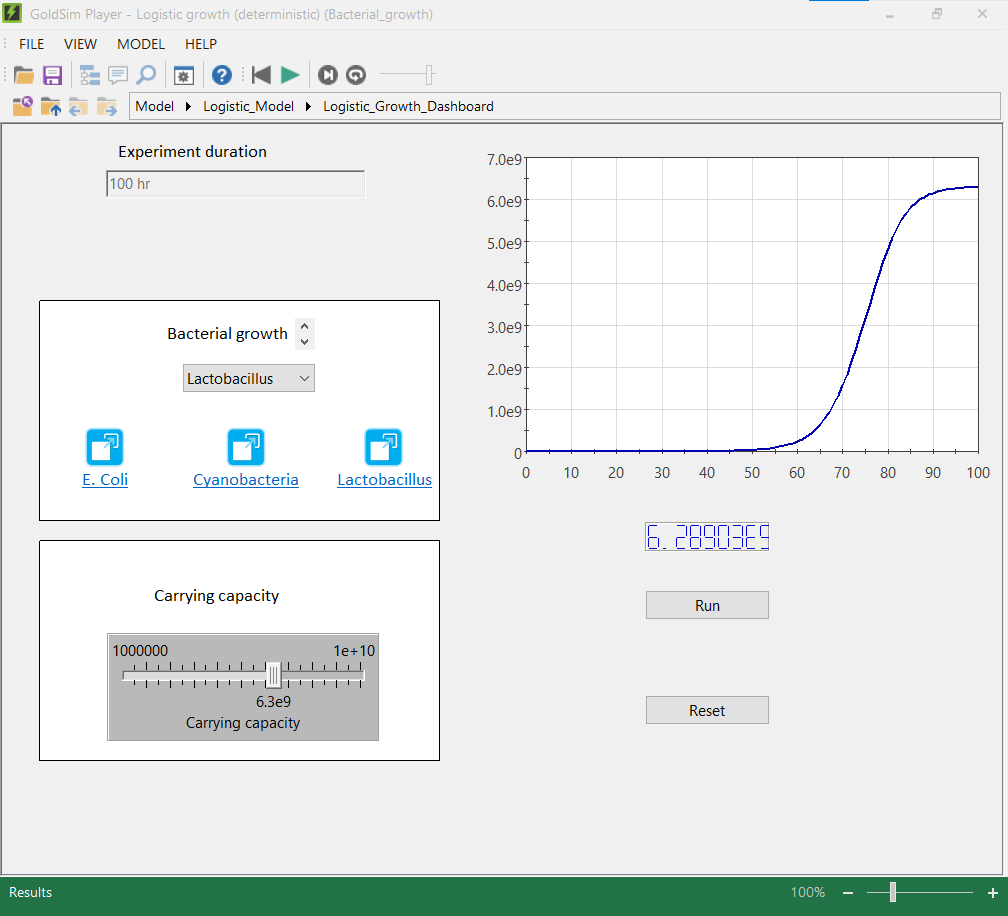 GoldSim Player - Logistic growth (deterministic) (Bacterial_growth)
FILE VIEW MODEL HELP
Model Logistic_Model Logistic_Growth_Dashboard
Experiment duration
100 hr
Bacterial growth
Lactobacillus
E. Coli Cyanobacteria Lactobacillus
Carrying capacity
1000000 1e+10
6.3e9
Carrying capacity
7.0e9
6.0e9
5.0e9
4.0e9
3.0e9
2.0e9
1.0e9
0
0 10 20 30 40 50 60 70 80 90 100
6.28903E9
Run
Reset
Results 100%